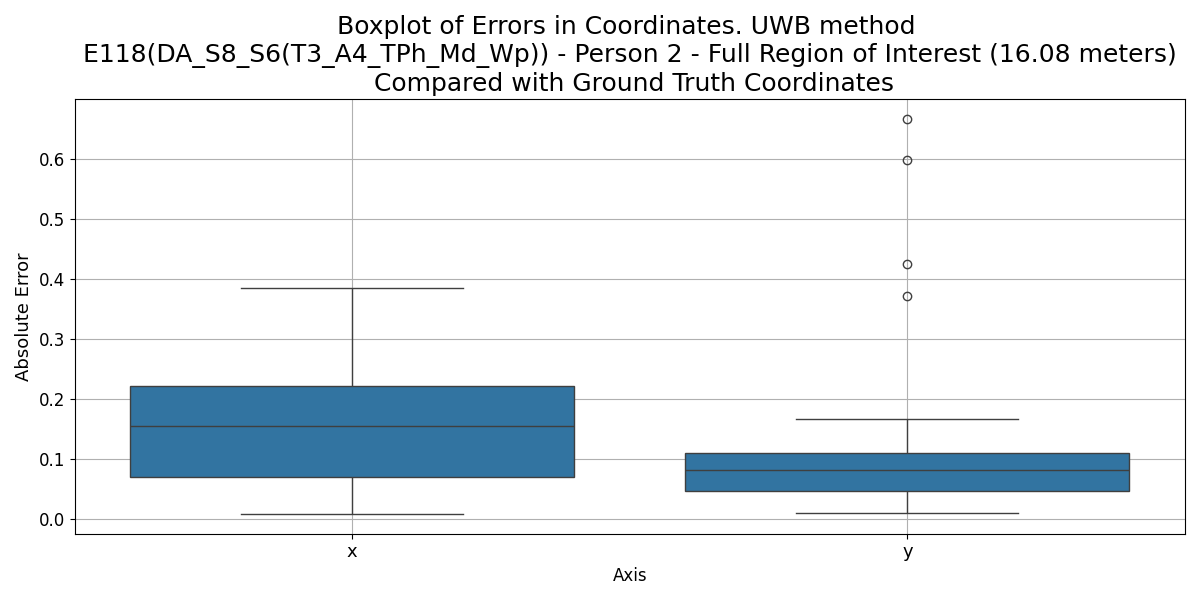 Boxplot of Errors in Coordinates. UWB method
E118(DA_S8_S6(T3_A4_TPh_Md_Wp)) - Person 2 - Full Region of Interest (16.08 meters)
Compared with Ground Truth Coordinates
Absolute Error
0.6
0.5
0.4
0.3
0.2
0.1
0.0
x
y
Axis